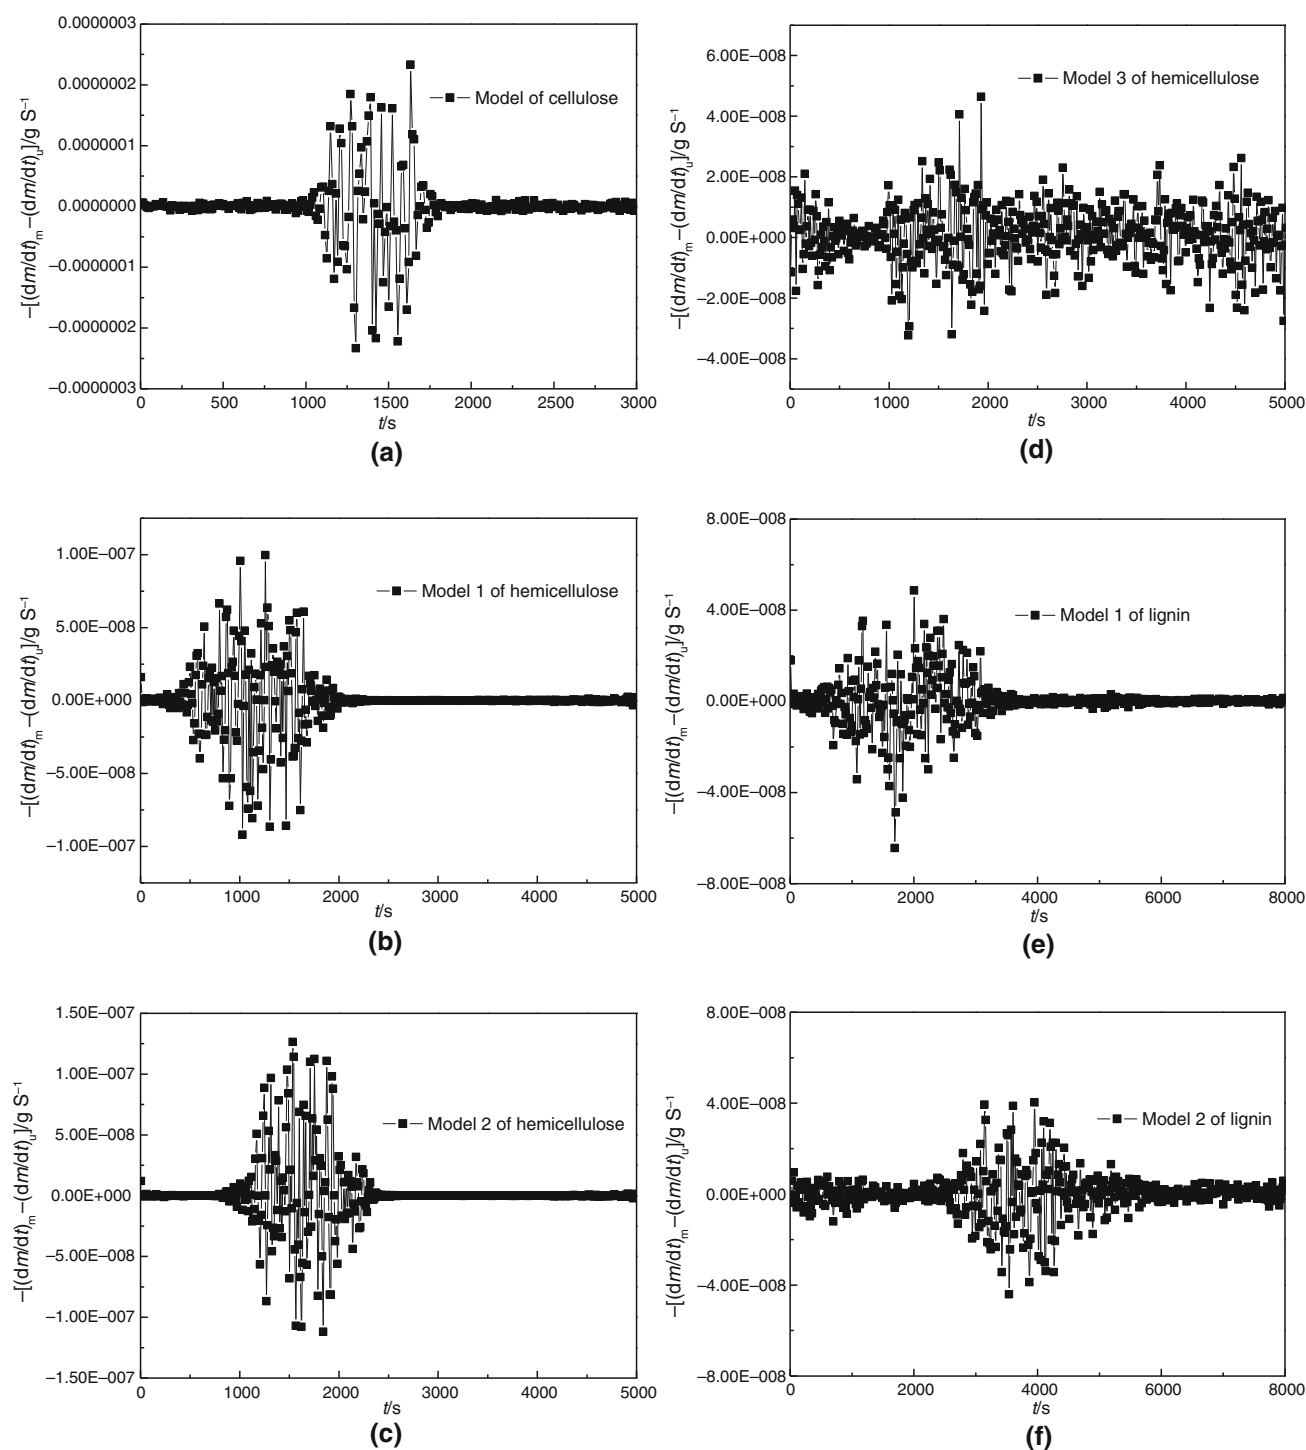 0.0000003
0.0000002
0.0000001
0.0000000
–0.0000001
–0.0000002
–0.0000003
–[(dm/dt)m –(dm/dt)u]/g S–1
Model of cellulose
0 500 1000 1500 2000 2500 3000
t/s
(a)
1.00E–007
5.00E–008
0.00E+000
–5.00E–008
–1.00E–007
–[(dm/dt)m –(dm/dt)u]/g S–1
Model 1 of hemicellulose
0 1000 2000 3000 4000 5000
t/s
(b)
1.50E–007
1.00E–007
5.00E–008
0.00E+000
–5.00E–008
–1.00E–007
–1.50E–007
–[(dm/dt)m –(dm/dt)u]/g S–1
Model 2 of hemicellulose
0 1000 2000 3000 4000 5000
t/s
(c)
6.00E–008
4.00E–008
2.00E–008
0.00E+000
–2.00E–008
–4.00E–008
–[(dm/dt)m –(dm/dt)u]/g S–1
Model 3 of hemicellulose
0 1000 2000 3000 4000 5000
t/s
(d)
8.00E–008
4.00E–008
0.00E+000
–4.00E–008
–8.00E–008
–[(dm/dt)m –(dm/dt)u]/g S–1
Model 1 of lignin
0 2000 4000 6000 8000
t/s
(e)
8.00E–008
4.00E–008
0.00E+000
–4.00E–008
–8.00E–008
–[(dm/dt)m –(dm/dt)u]/g S–1
Model 2 of lignin
0 2000 4000 6000 8000
t/s
(f)